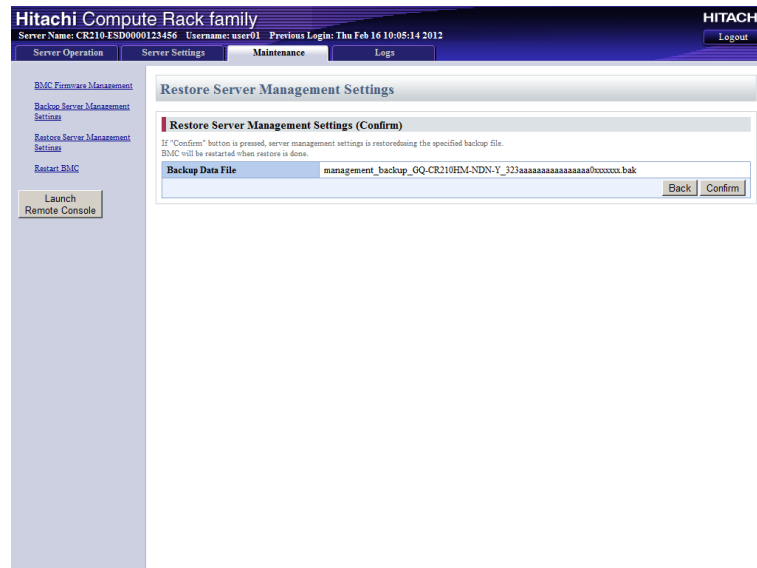 Hitachi Compute Rack family
HITACH
Server Name: CR210-ESD0000123456 Username: user01 Previous Login: Thu Feb 16 10:05:14 2012
Logout
Server Operation
Server Settings
Maintenance
Logs
BMC Firmware Management
Backup Server Management
Settings
Restore Server Management
Settings
Restart BMC
Launch
Remote Console
Restore Server Management Settings
Restore Server Management Settings (Confirm)
If "Confirm" button is pressed, server management settings is restoredusing the specified backup file.
BMC will be restarted when restore is done.
Backup Data File
management_backup_GQ-CR210HM-NDN-Y_323aaaaaaaaaaaaaaaa0xxxxxx.bak
Back
Confirm